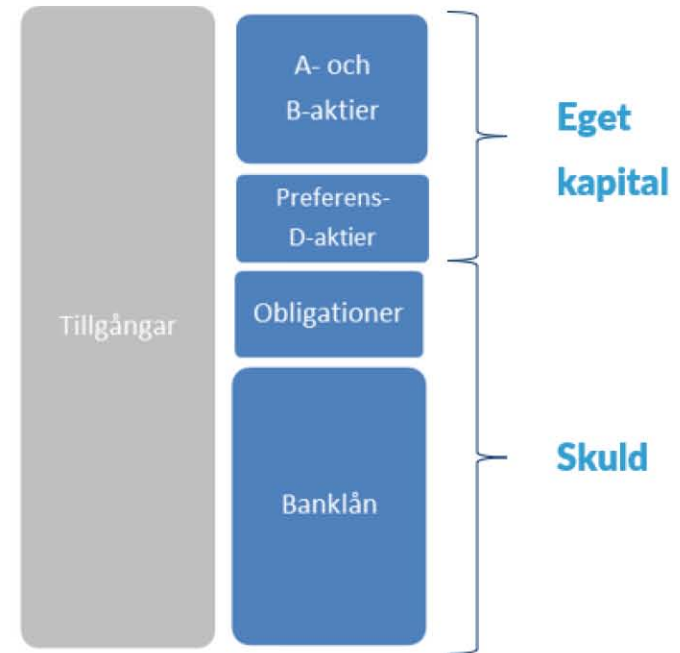 Tillgångar
A- och
B-aktier
Preferens-
D-aktier
Obligationer
Banklån
Eget
kapital
Skuld